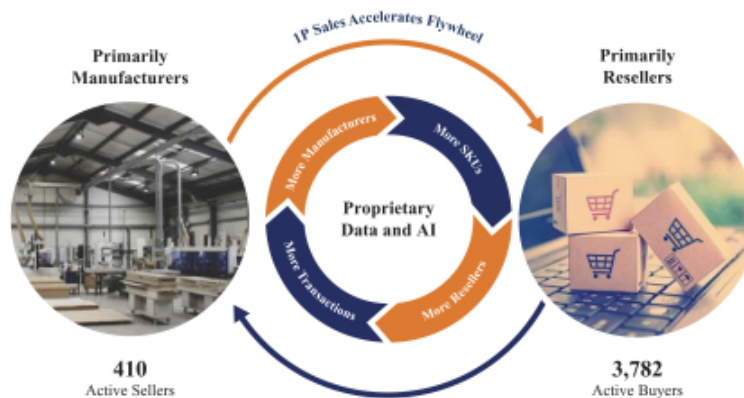 1P Sales Accelerates Flywheel
Primarily
Manufacturers
Primarily
Resellers
More Manufacturers
More SKUs
Proprietary
Data and AI
More Transactions
More Resellers
410
Active Sellers
3,782
Active Buyers